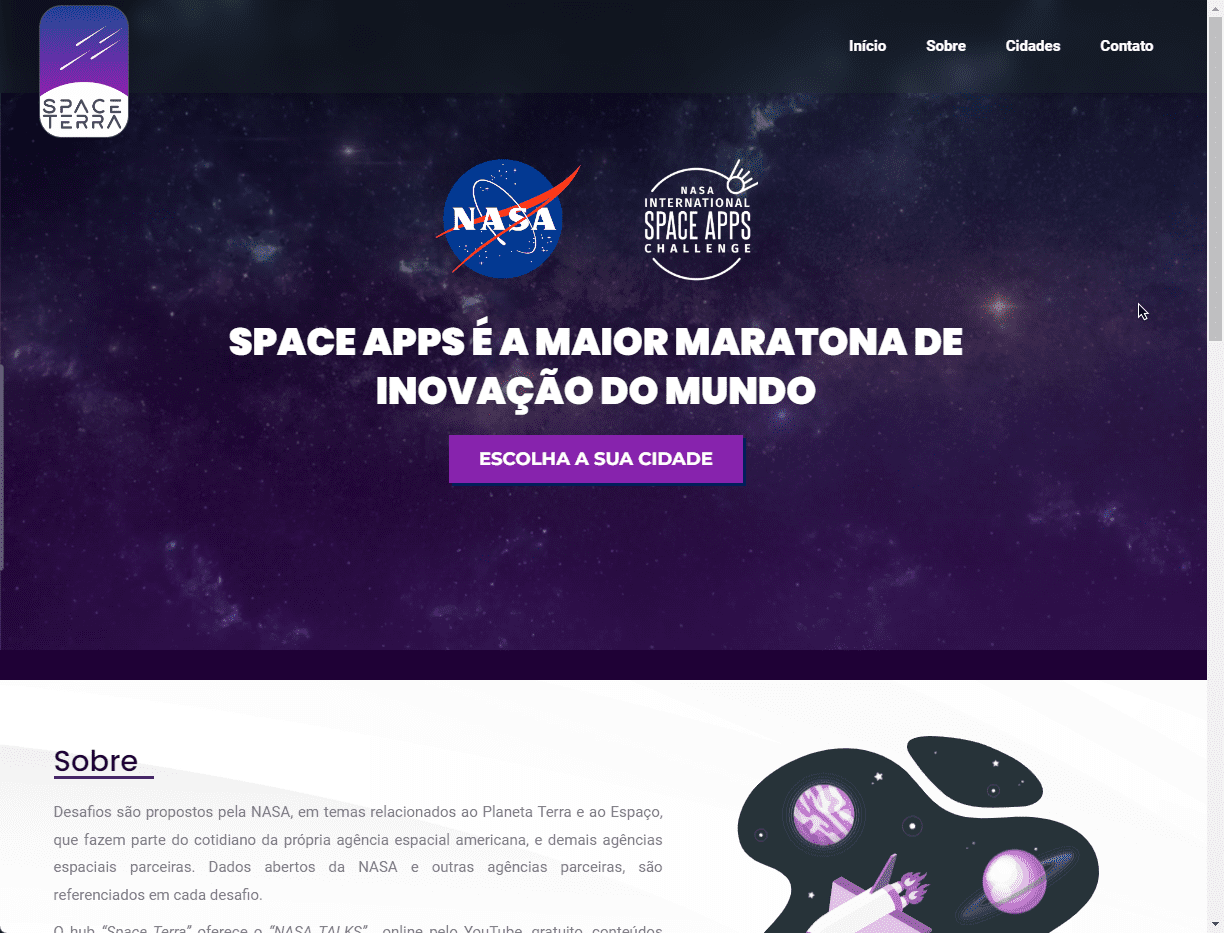 SPACE
TERRA
Início
Sobre
Cidades
Contato
NASA
NASA
INTERNATIONAL
SPACE APPS
CHALLENGE
SPACE APPS É A MAIOR MARATONA DE
INOVAÇÃO DO MUNDO
ESCOLHA A SUA CIDADE
Sobre
Desafios são propostos pela NASA, em temas relacionados ao Planeta Terra e ao Espaço,
que fazem parte do cotidiano da própria agência espacial americana, e demais agências
espaciais parceiras. Dados abertos da NASA e outras agências parceiras, são
referenciados em cada desafio.
O hub “Space Terra” oferece o “NASA TALKS”, online pelo YouTube, gratuito, conteúdos